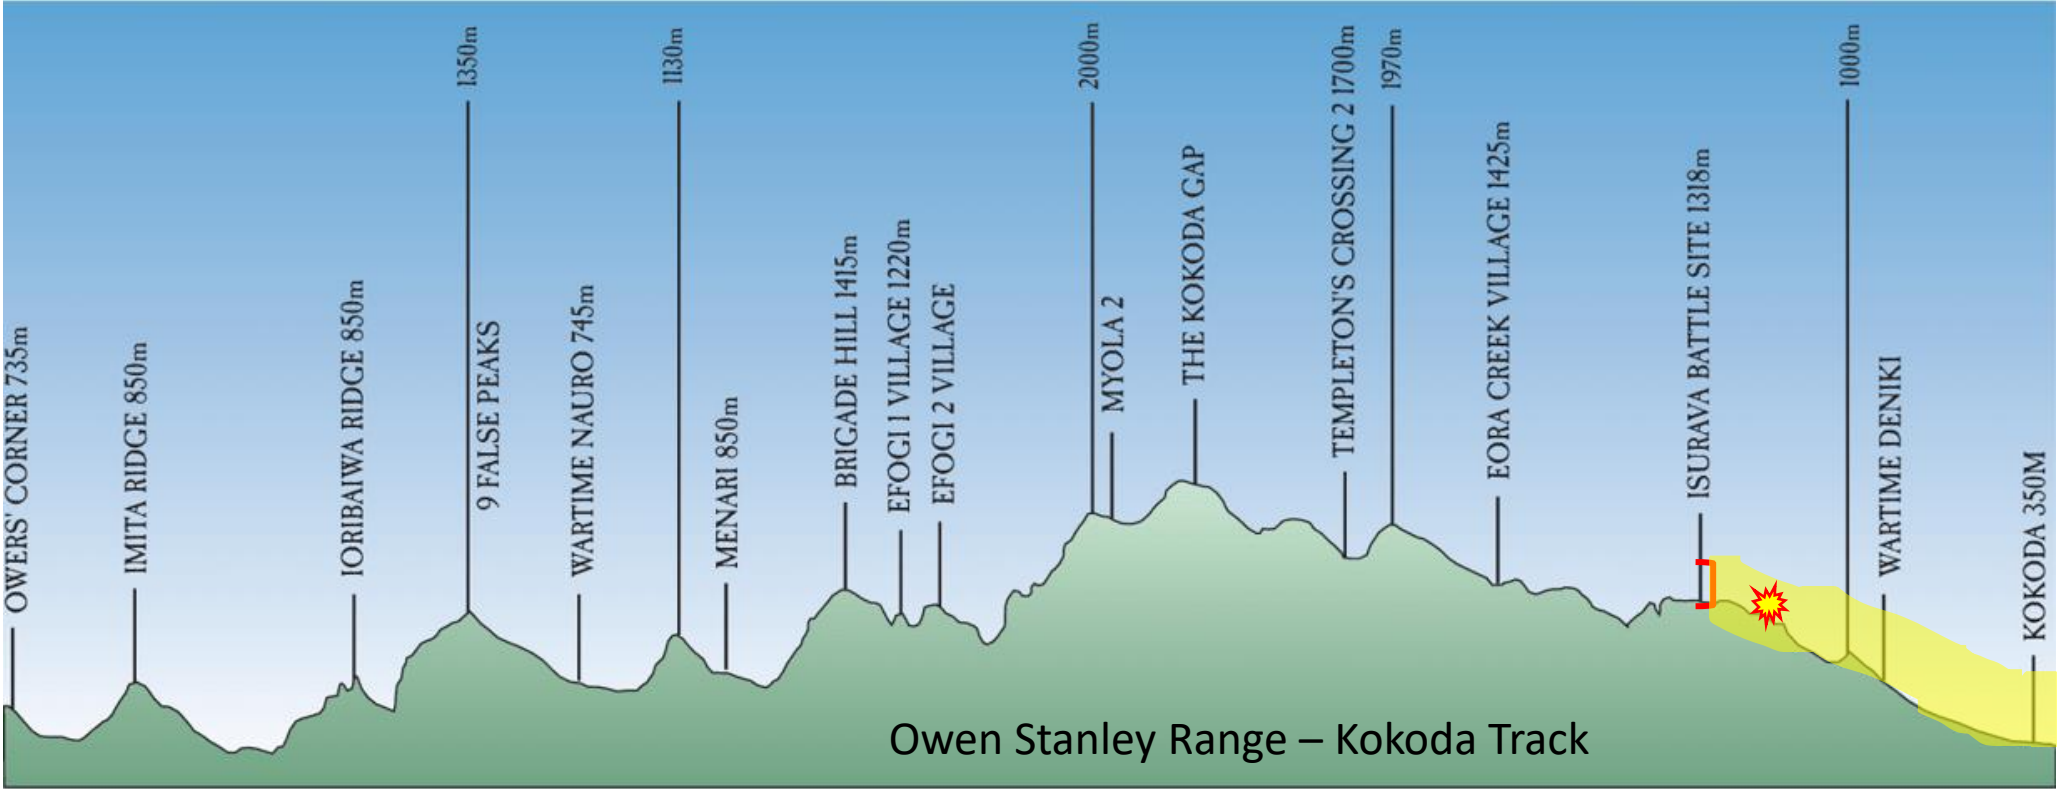 OWERS' CORNER 735m
IMITA RIDGE 850m
IORIBAIWA RIDGE 850m
1350m
9 FALSE PEAKS
WARTIME NAURO 745m
1130m
MENARI 850m
BRIGADE HILL 1415m
EFOGI 1 VILLAGE 1220m
EFOGI 2 VILLAGE
2000m
MYOLA 2
THE KOKODA GAP
TEMPLETON'S CROSSING 2 1700m
1970m
EORA CREEK VILLAGE 1425m
ISURAVA BATTLE SITE 1318m
1000m
WARTIME DENIKI
KOKODA 350M
Owen Stanley Range – Kokoda Track